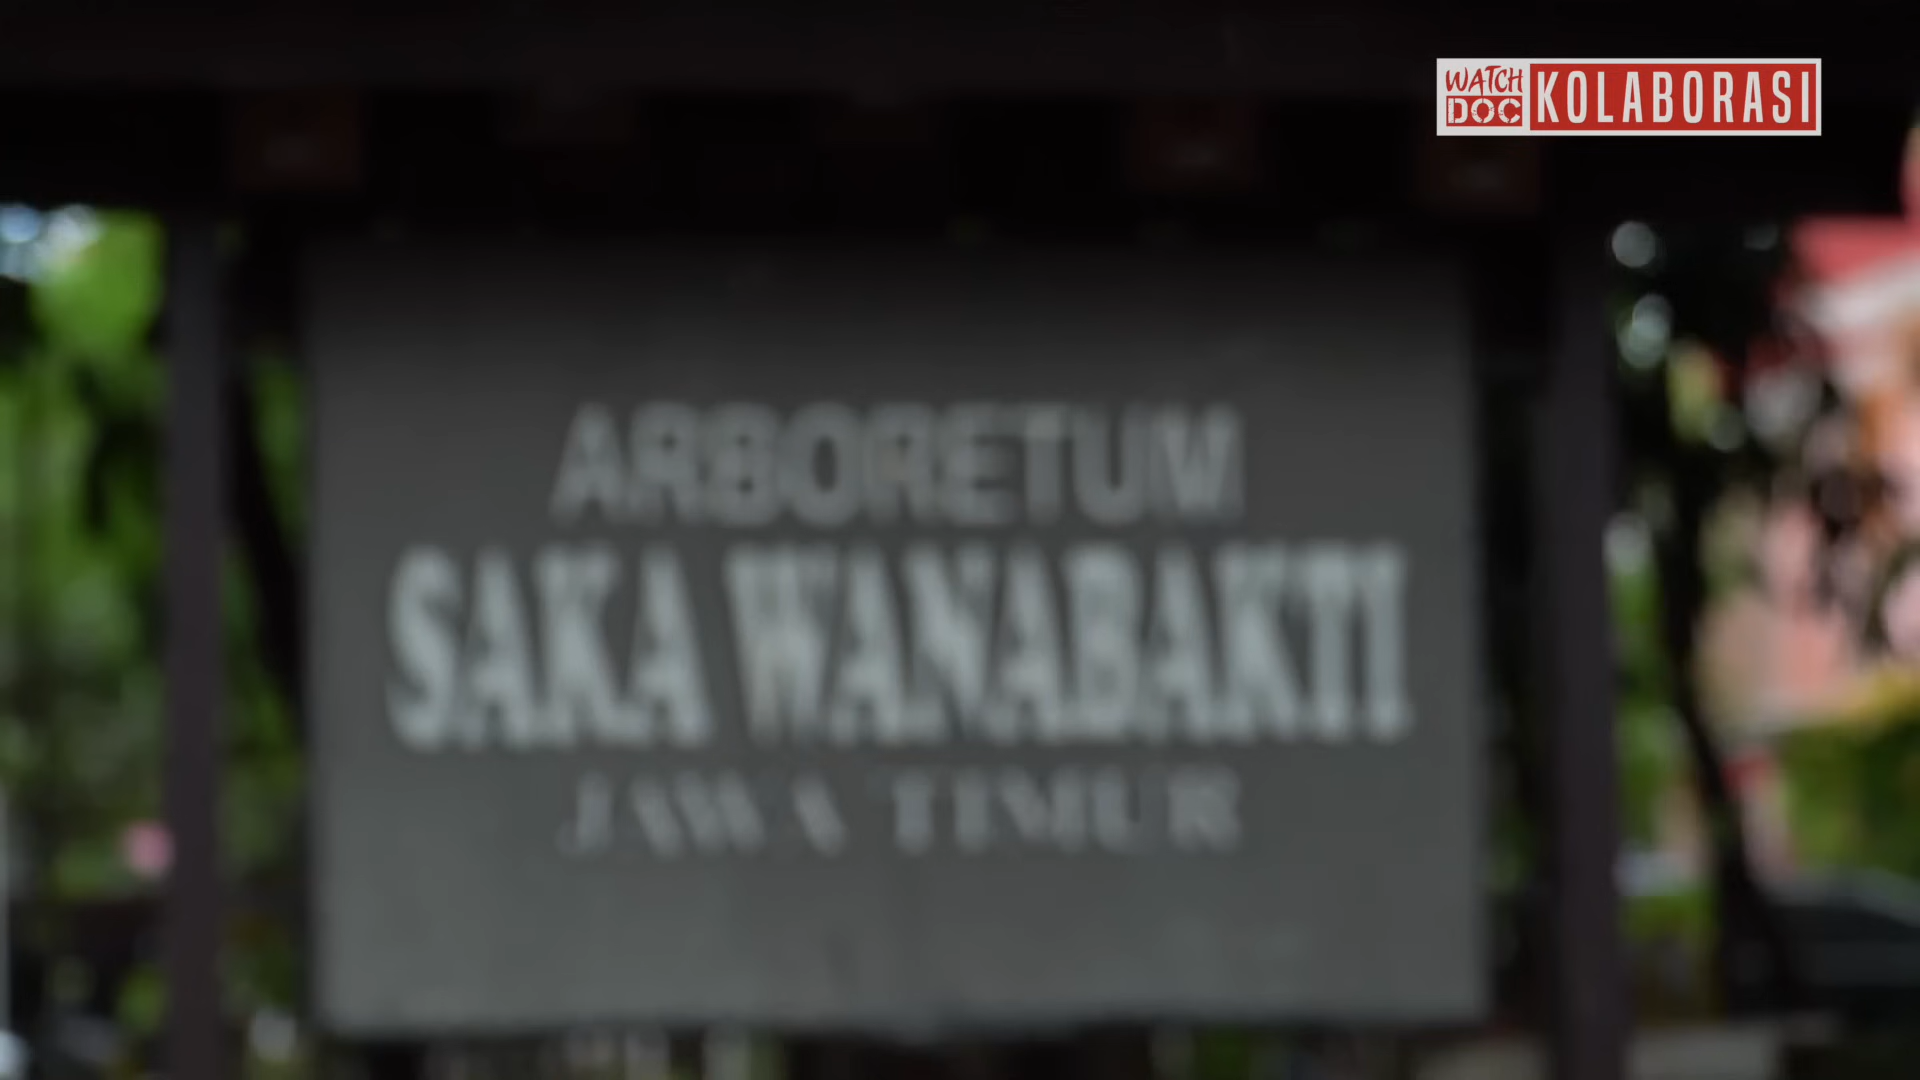 WATCH
DOC
KOLABORASI
ARBORETUM
SAKA WANABAKTI
JAWA TIMUR